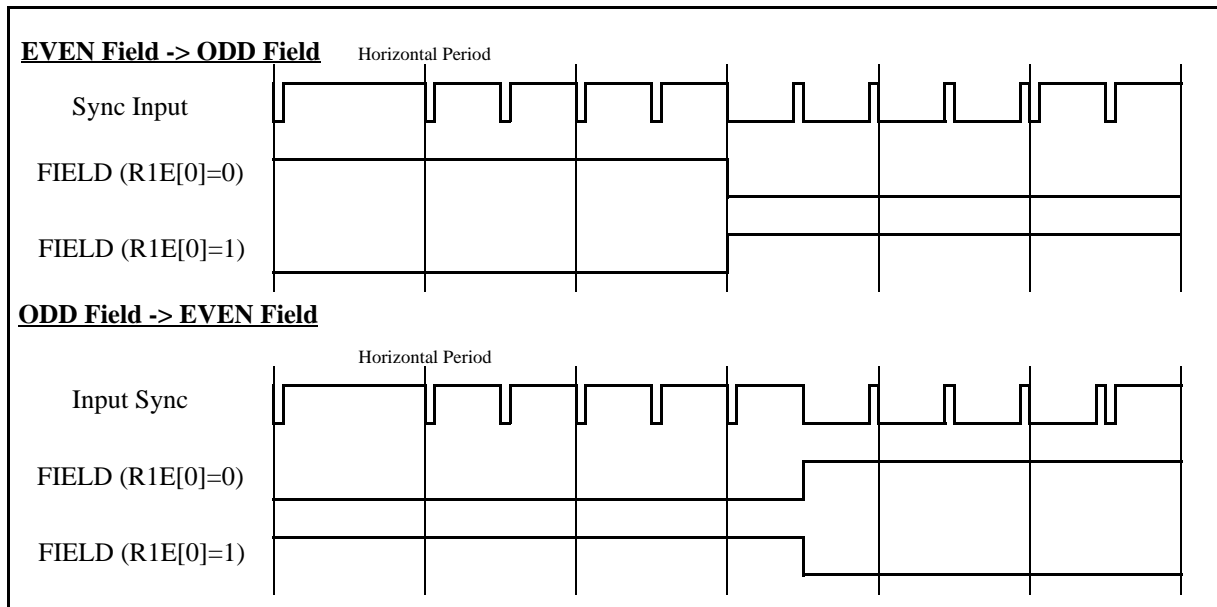 EVEN Field -> ODD Field
Horizontal Period
Sync Input
FIELD (R1E[0]=0)
FIELD (R1E[0]=1)
ODD Field -> EVEN Field
Horizontal Period
Input Sync
FIELD (R1E[0]=0)
FIELD (R1E[0]=1)